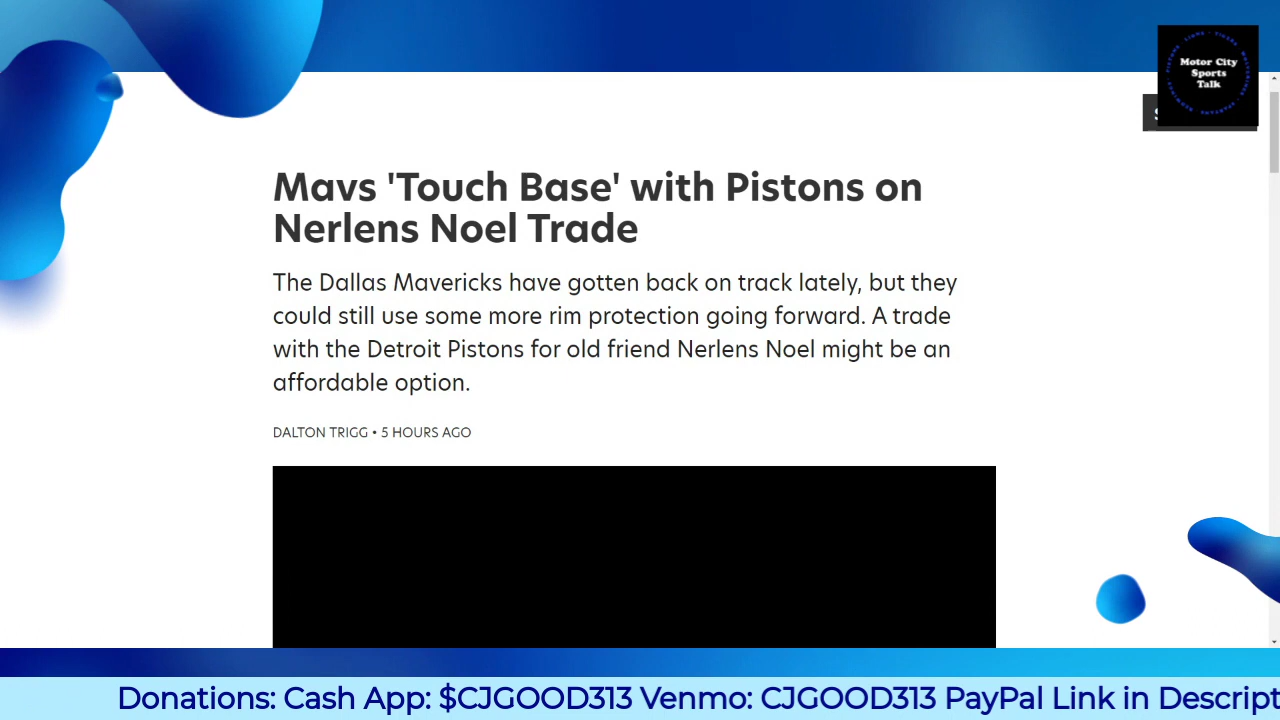 Motor City
Sports
Talk
Mavs 'Touch Base' with Pistons on
Nerlens Noel Trade
The Dallas Mavericks have gotten back on track lately, but they
could still use some more rim protection going forward. A trade
with the Detroit Pistons for old friend Nerlens Noel might be an
affordable option.
DALTON TRIGG • 5 HOURS AGO
Donations: Cash App: $CJGOOD313 Venmo: CJGOOD313 PayPal Link in Descript